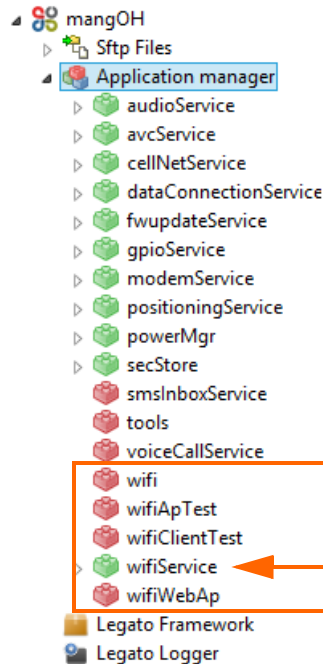 mangOH
Sftp Files
Application manager
audioService
avcService
cellNetService
dataConnectionService
fwupdateService
gpioService
modemService
positioningService
powerMgr
secStore
smsInboxService
tools
voiceCallService
wifi
wifiApTest
wifiClientTest
wifiService
wifiWebAp
Legato Framework
Legato Logger